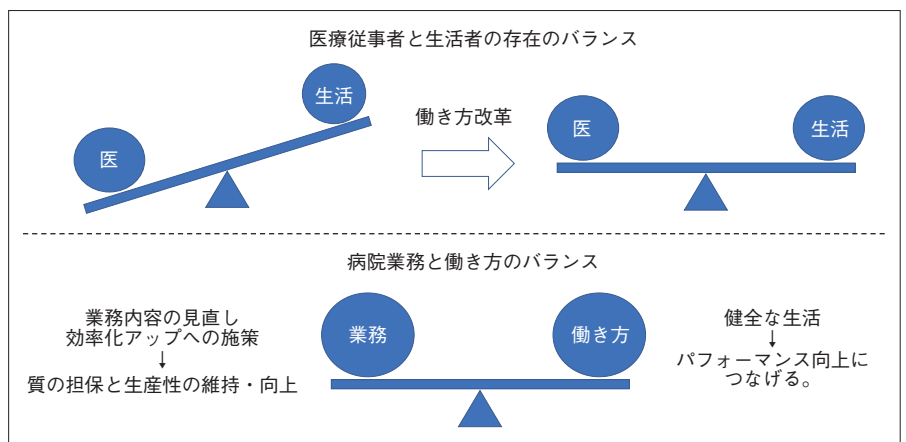 医療従事者と生活者の存在のバランス
生活
医
働き方改革
医
生活
病院業務と働き方のバランス
業務内容の見直し
効率化アップへの施策
↓
質の担保と生産性の維持・向上
業務
働き方
健全な生活
↓
パフォーマンス向上に
つなげる。